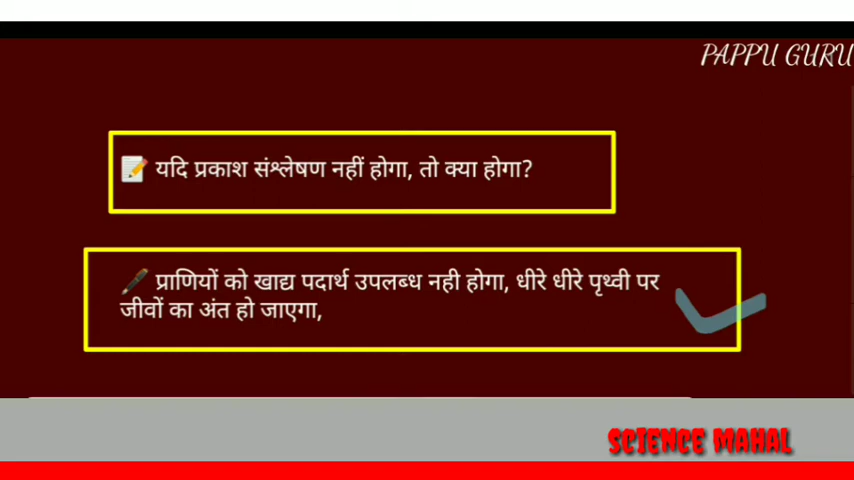 PAPPU GURU
यदि प्रकाश संश्लेषण नहीं होगा, तो क्या होगा?
प्राणियों को खाद्य पदार्थ उपलब्ध नही होगा, धीरे धीरे पृथ्वी पर
जीवों का अंत हो जाएगा,
SCIENCE MAHAL